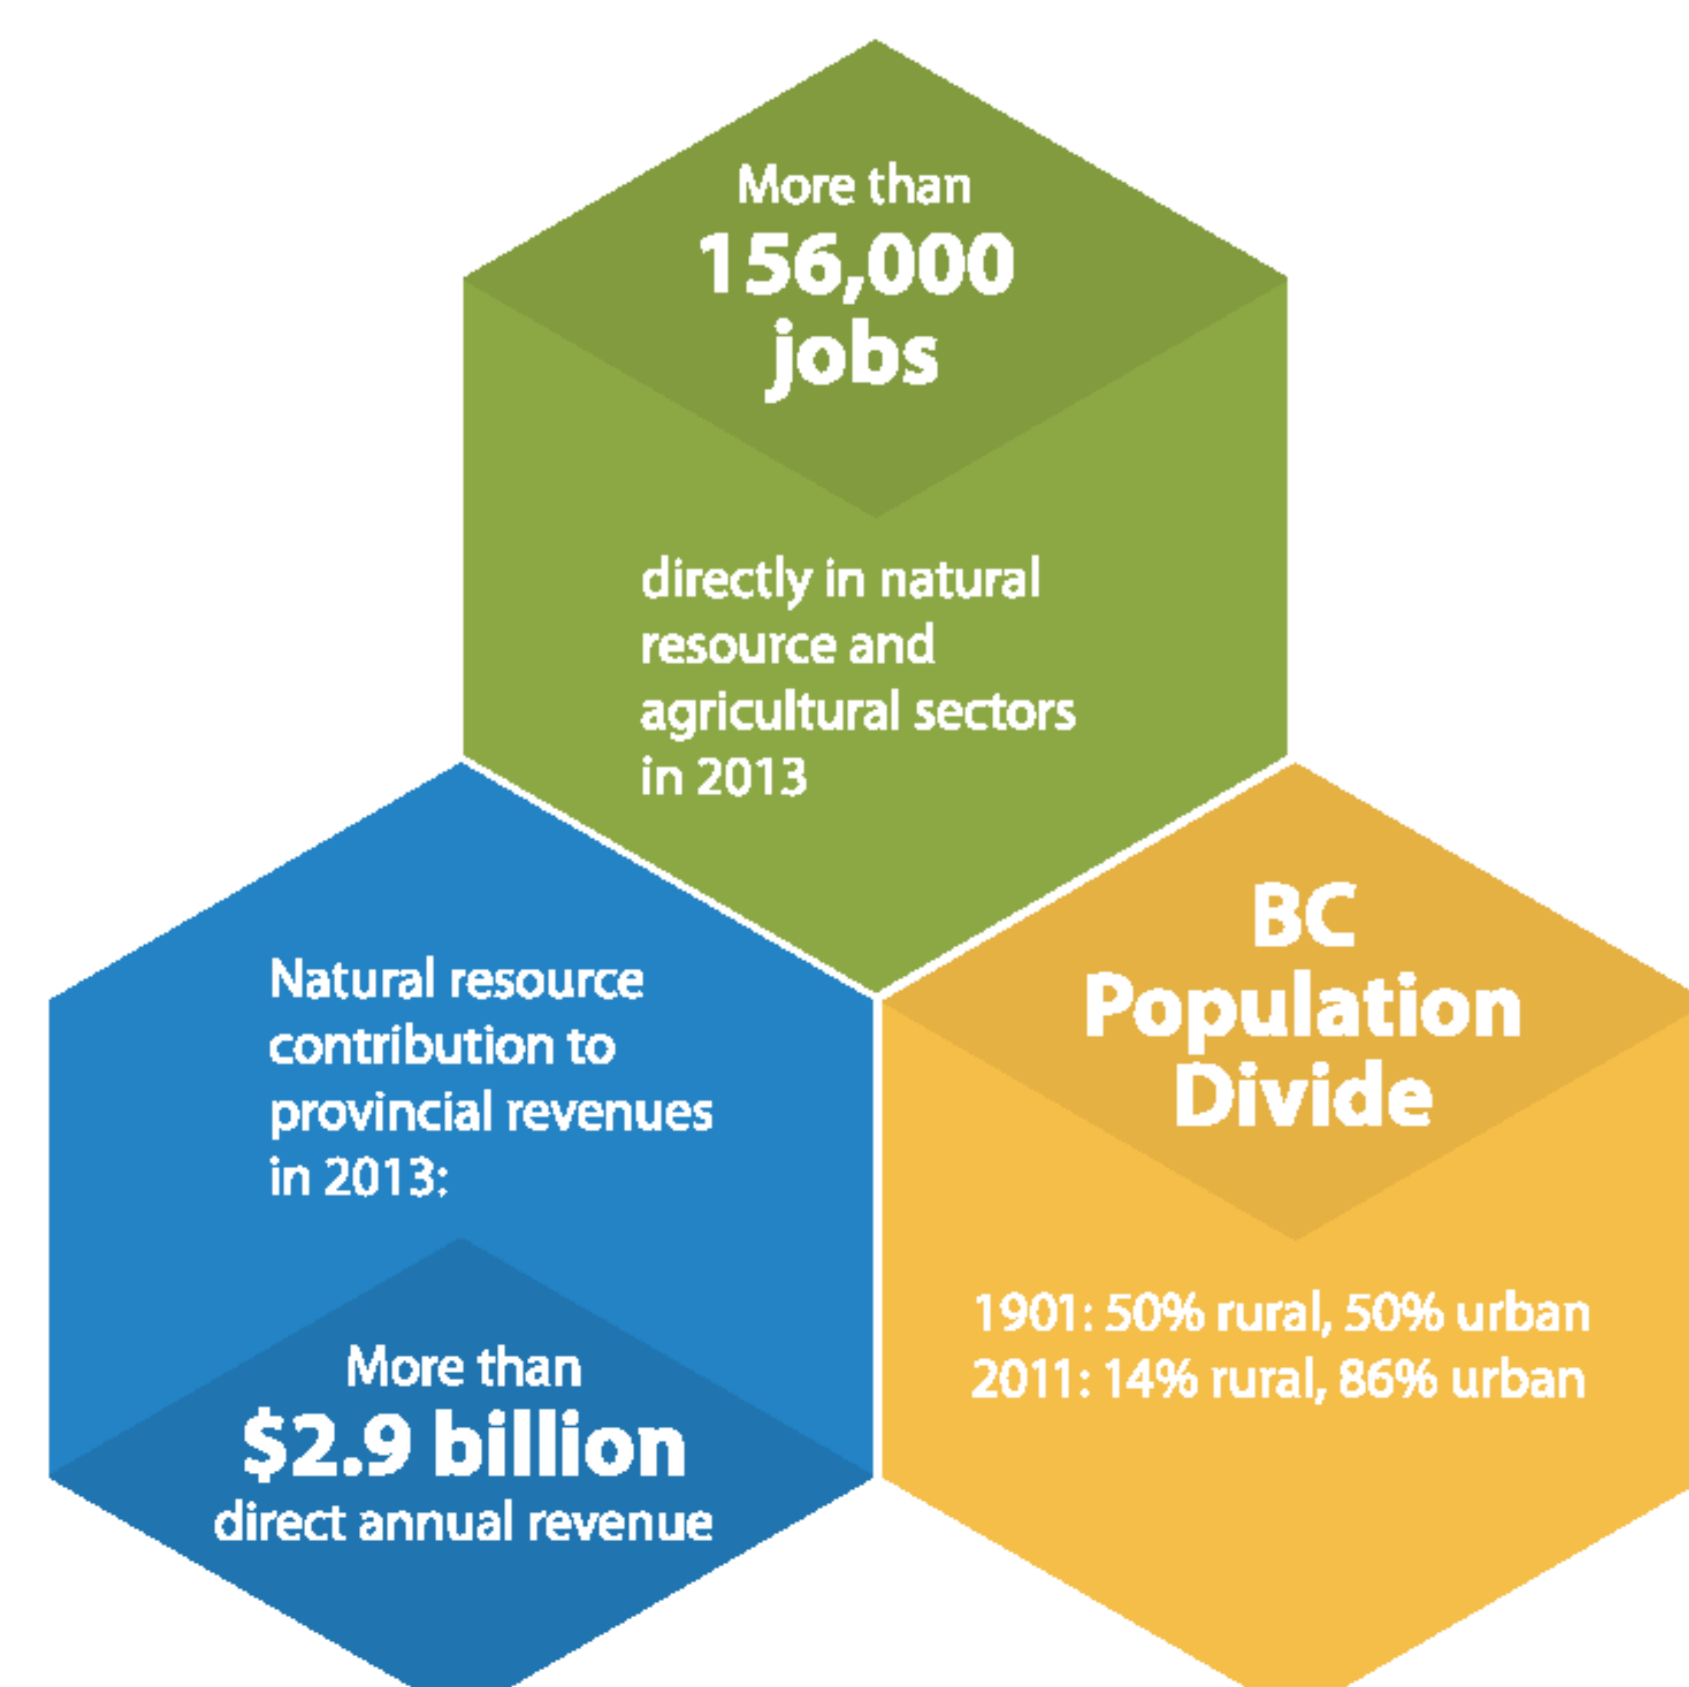 More than
156,000
jobs
directly in natural
resource and
agricultural sectors
in 2013
Natural resource
contribution to
provincial revenues
in 2013:
More than
$2.9 billion
direct annual revenue
BC
Population
Divide
1901: 50% rural, 50% urban
2011: 14% rural, 86% urban